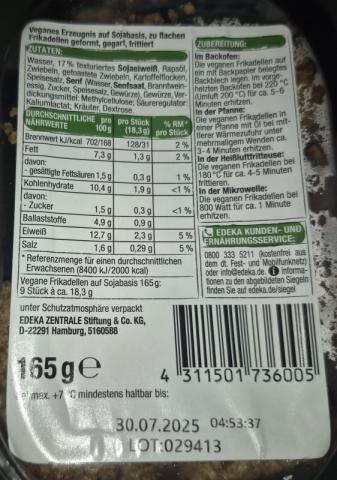 Veganes Erzeugnis auf Sojabasis, zu flachen
Frikadellen geformt, gegart, frittiert
ZUTATEN:
Wasser, 17% texturiertes Sojaeiweiß, Rapsöl,
Zwiebeln, getoastete Zwiebeln, Kartoffelflocken,
Speisesalz, Senf (Wasser, Senfsaat, Branntwein-
essig, Zucker, Speisesalz, Gewürze), Gewürze, Ver-
dickungsmittel: Methylcellulose; Säureregulator:
Kaliumlactat; Kräuter, Dextrose.
DURCHSCHNITTLICHE pro pro Stück % RM*
NÄHRWERTE 100g (18,3g) pro Stück
Brennwert kJ/kcal 702/168 128/31 2 %
Fett 7,3 g 1,3 g 2 %
davon:
- gesättigte Fettsäuren 1,5 g 0,3 g 1 %
Kohlenhydrate 10,4 g 1,9 g <1 %
davon:
- Zucker 1,5 g 0,3 g <1 %
Ballaststoffe 4,9 g 0,9 g
Eiweiß 12,7 g 2,3 g 5 %
Salz 1,6 g 0,29 g 5 %
* Referenzmenge für einen durchschnittlichen
Erwachsenen (8400 kJ/2000 kcal)
Vegane Frikadellen auf Sojabasis 165 g:
9 Stück à ca. 18,3 g
ZUBEREITUNG:
Im Backofen:
Die veganen Frikadellen auf
ein mit Backpapier belegtes
Backblech legen. Im vorge-
heizten Backofen bei 220 °C
(Umluft 200 °C) für ca. 5-6
Minuten erhitzen.
In der Pfanne:
Die veganen Frikadellen in
einer Pfanne mit Öl bei mitt-
lerer Wärmezufuhr unter
mehrmaligem Wenden ca.
3-4 Minuten erhitzen.
In der Heißluftfritteuse:
Die veganen Frikadellen bei
180 °C für ca. 4-5 Minuten
frittieren.
In der Mikrowelle:
Die veganen Frikadellen bei
800 Watt für ca. 1 Minute
erhitzen.
EDEKA KUNDEN- UND
ERNÄHRUNGSSERVICE:
0800 333 5211 (kostenfrei aus
dem dt. Fest- und Mobilfunknetz)
oder info@edeka.de. informa-
tionen zu den abgebildeten Siegeln
finden Sie auf edeka.de/siegel
unter Schutzatmosphäre verpackt
EDEKA ZENTRALE Stiftung & Co. KG,
D-22291 Hamburg, 5160588
165 g e
4 311501 736005
max. +7 °C mindestens haltbar bis:
30.07.2025 04:53:37
LOT:029413